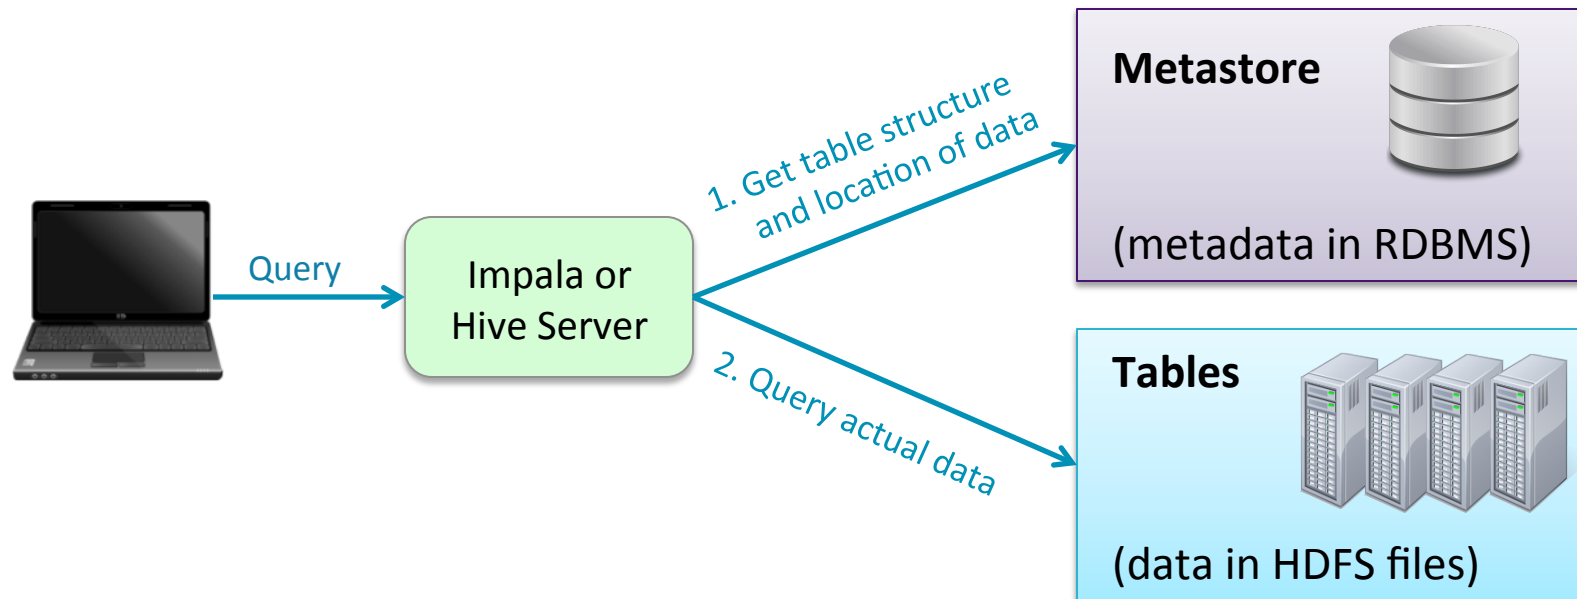 Query
Impala or
Hive Server
1. Get table structure
and location of data
2. Query actual data
Metastore
(metadata in RDBMS)
Tables
(data in HDFS files)